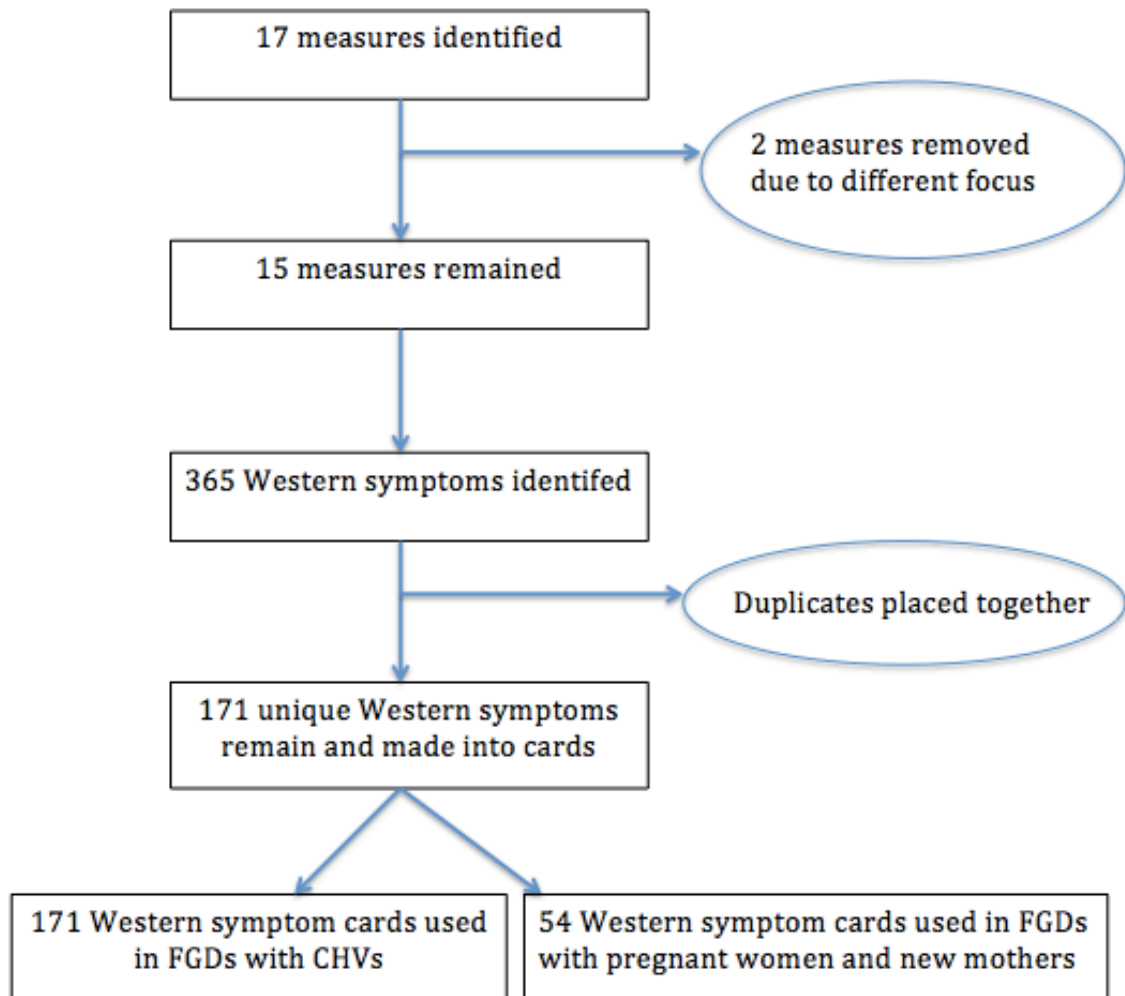 17 measures identified
2 measures removed
due to different focus
15 measures remained
365 Western symptoms identifed
Duplicates placed together
171 unique Western symptoms
remain and made into cards
171 Western symptom cards used
in FGDs with CHVs
54 Western symptom cards used in FGDs
with pregnant women and new mothers